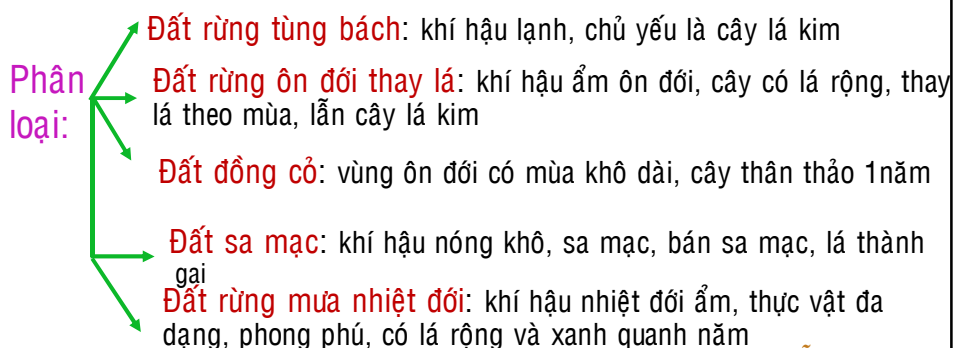 Phân
loại:
Đất rừng tùng bách: khí hậu lạnh, chủ yếu là cây lá kim
Đất rừng ôn đới thay lá: khí hậu ẩm ôn đới, cây có lá rộng, thay
lá theo mùa, lẫn cây lá kim
Đất đồng cỏ: vùng ôn đới có mùa khô dài, cây thân thảo 1năm
Đất sa mạc: khí hậu nóng khô, sa mạc, bán sa mạc, lá thành
gai
Đất rừng mưa nhiệt đới: khí hậu nhiệt đới ẩm, thực vật đa
dạng, phong phú, có lá rộng và xanh quanh năm